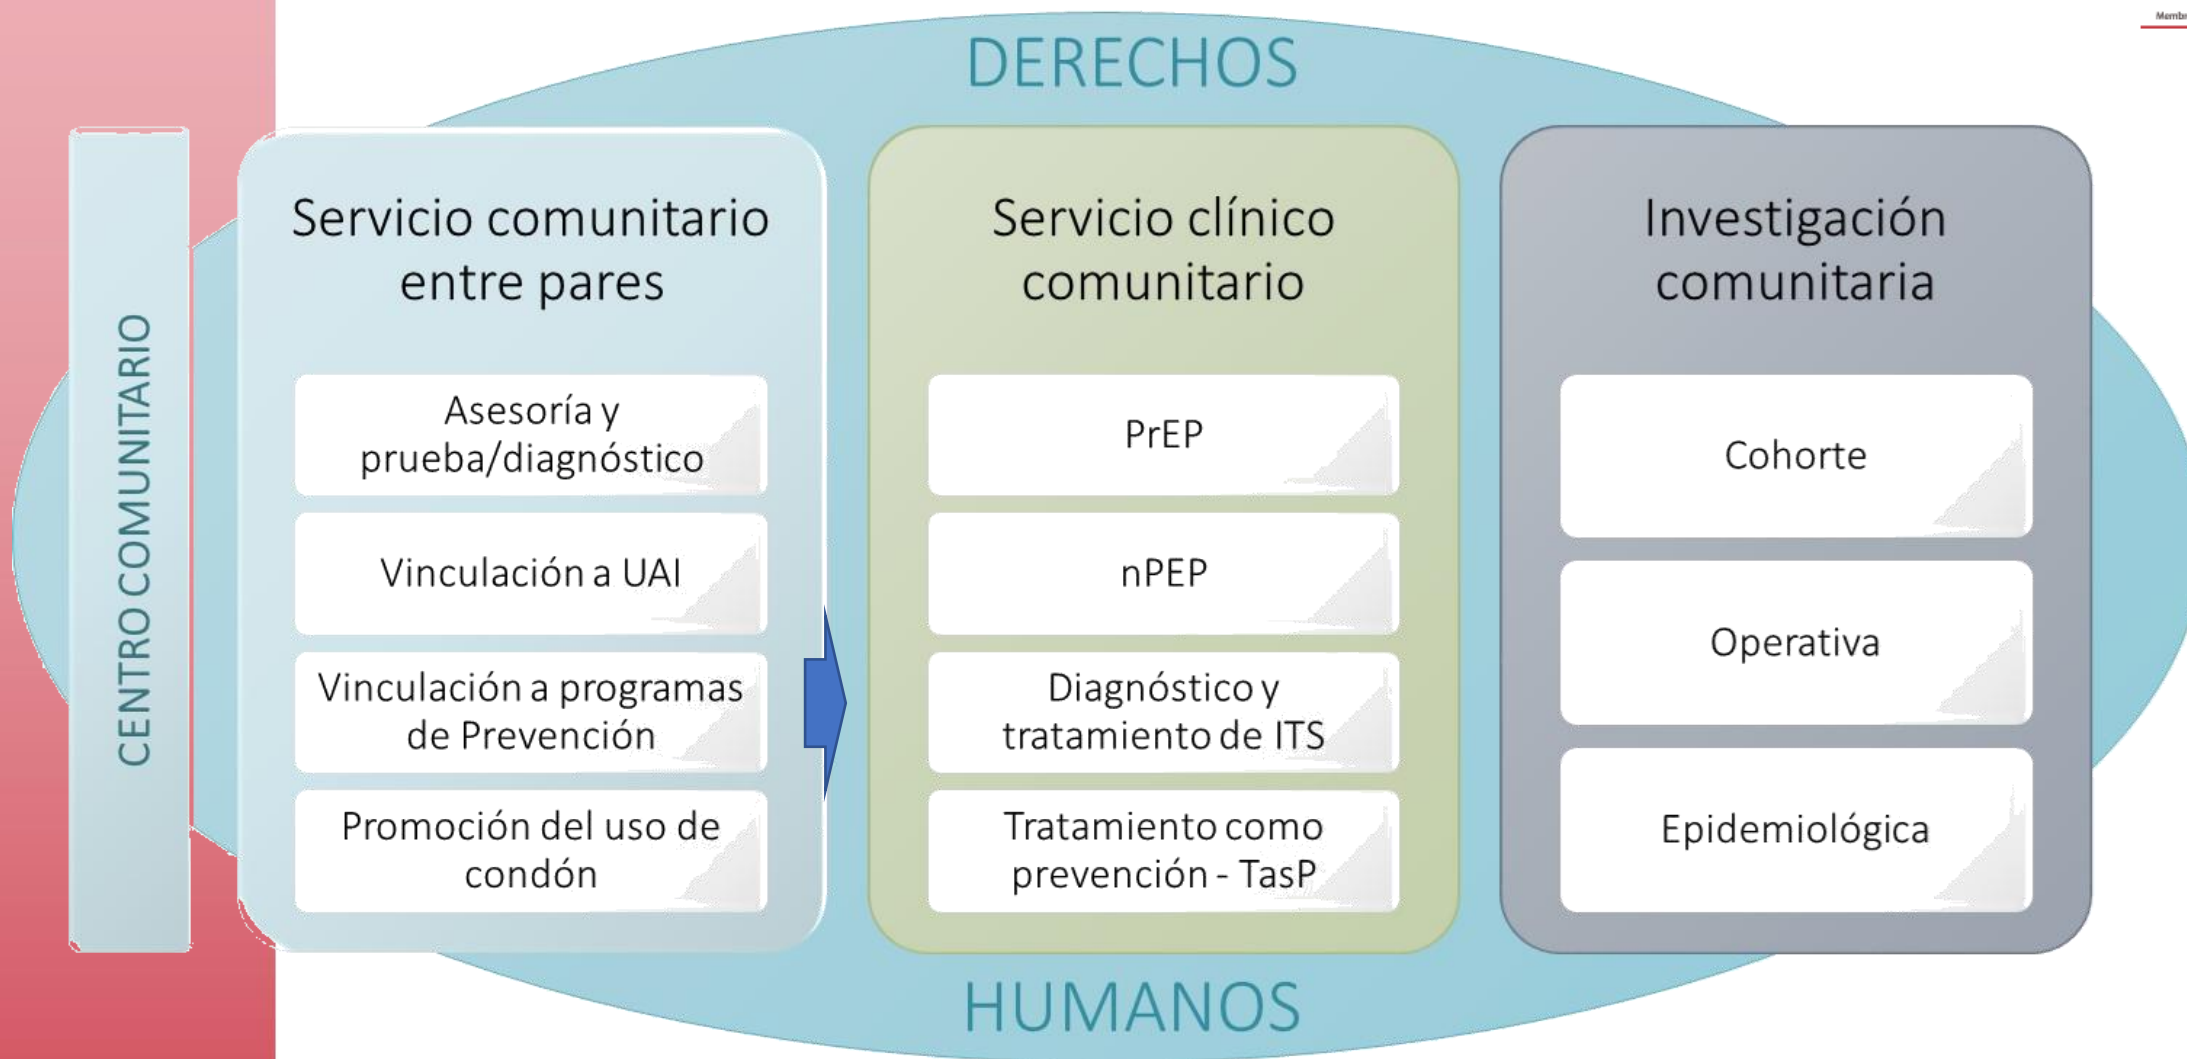 DERECHOS
CENTRO COMUNITARIO
Servicio comunitario
entre pares
Asesoría y
prueba/diagnóstico
Vinculación a UAI
Vinculación a programas
de Prevención
Promoción del uso de
condón
Servicio clínico
comunitario
PrEP
nPEP
Diagnóstico y
tratamiento de ITS
Tratamiento como
prevención - TasP
Investigación
comunitaria
Cohorte
Operativa
Epidemiológica
HUMANOS